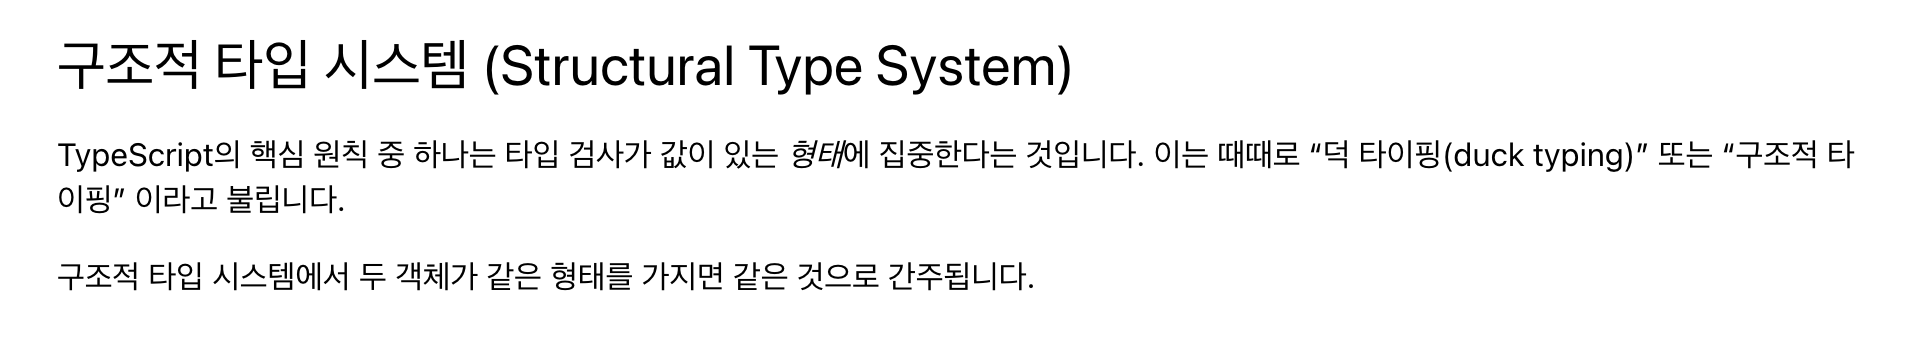 구조적 타입 시스템 (Structural Type System)
TypeScript의 핵심 원칙 중 하나는 타입 검사가 값이 있는 형태에 집중한다는 것입니다. 이는 때때로 “덕 타이핑(duck typing)” 또는 “구조적 타
이핑” 이라고 불립니다.
구조적 타입 시스템에서 두 객체가 같은 형태를 가지면 같은 것으로 간주됩니다.